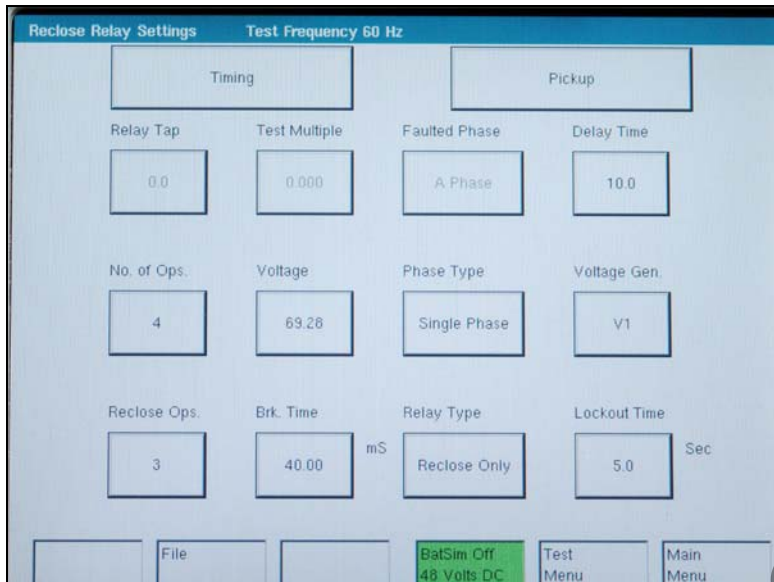 Reclose Relay Settings Test Frequency 60 Hz
Timing Pickup
Relay Tap Test Multiple Faulted Phase Delay Time
0.0 0.000 A Phase 10.0
No. of Ops. Voltage Phase Type Voltage Gen.
4 69.28 Single Phase V1
Reclose Ops. Brk. Time Relay Type Lockout Time
3 40.00 mS Reclose Only 5.0 Sec
File BatSim Off Test Main
48 Volts DC Menu Menu